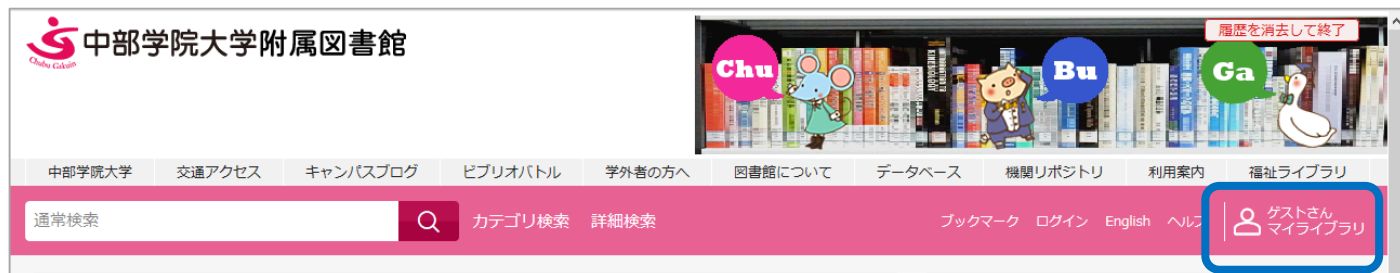 中部学院大学附属図書館
Chubu Gakuin
履歴を消去して終了
Chu
Bu
Ga
中部学院大学 交通アクセス キャンパスブログ ビブリオバトル 学外者の方へ 図書館について データベース 機関リポジトリ 利用案内 福祉ライブラリ
通常検索 カテゴリ検索 詳細検索 ブックマーク ログイン English ヘルプ ゲストさん
マイライブラリ